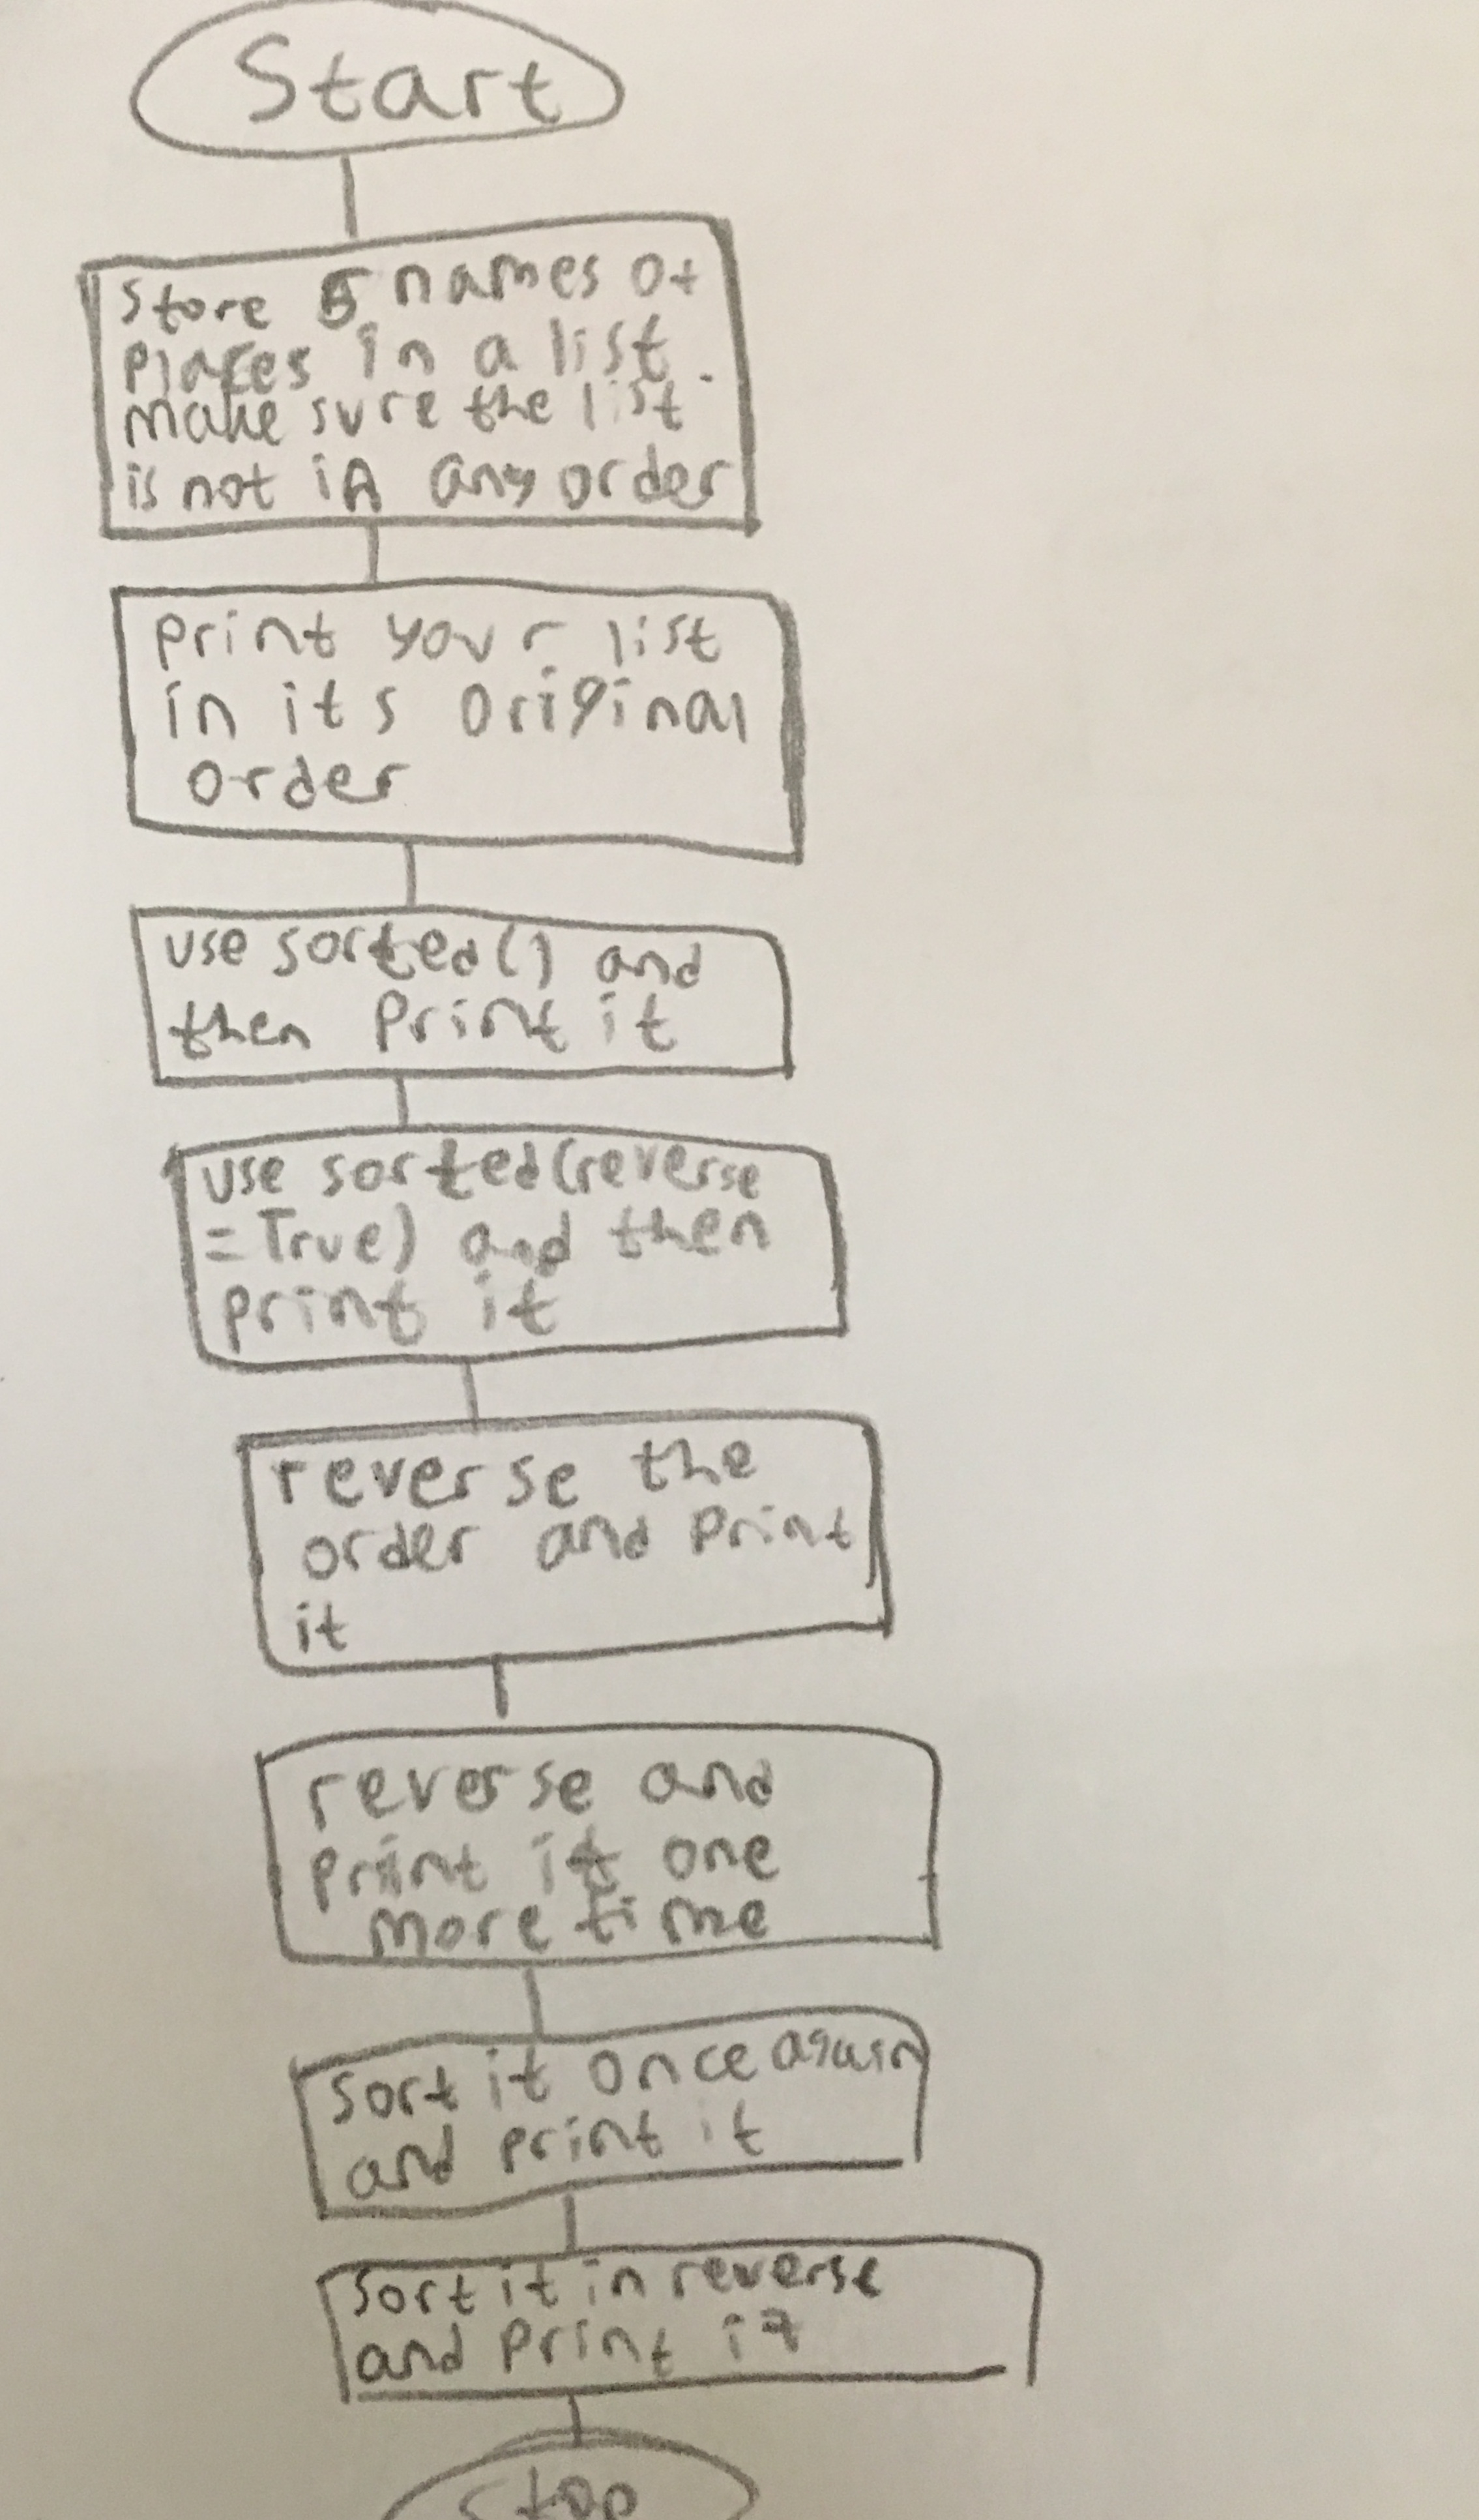 Start
Store 5 names of
places in a list.
make sure the list
is not in any order
print your list
in its original
order
use sorted() and
then print it
use sorted(reverse
=True) and then
print it
reverse the
order and print
it
reverse and
print it one
more time
sort it once again
and print it
sort it in reverse
and print it
Stop